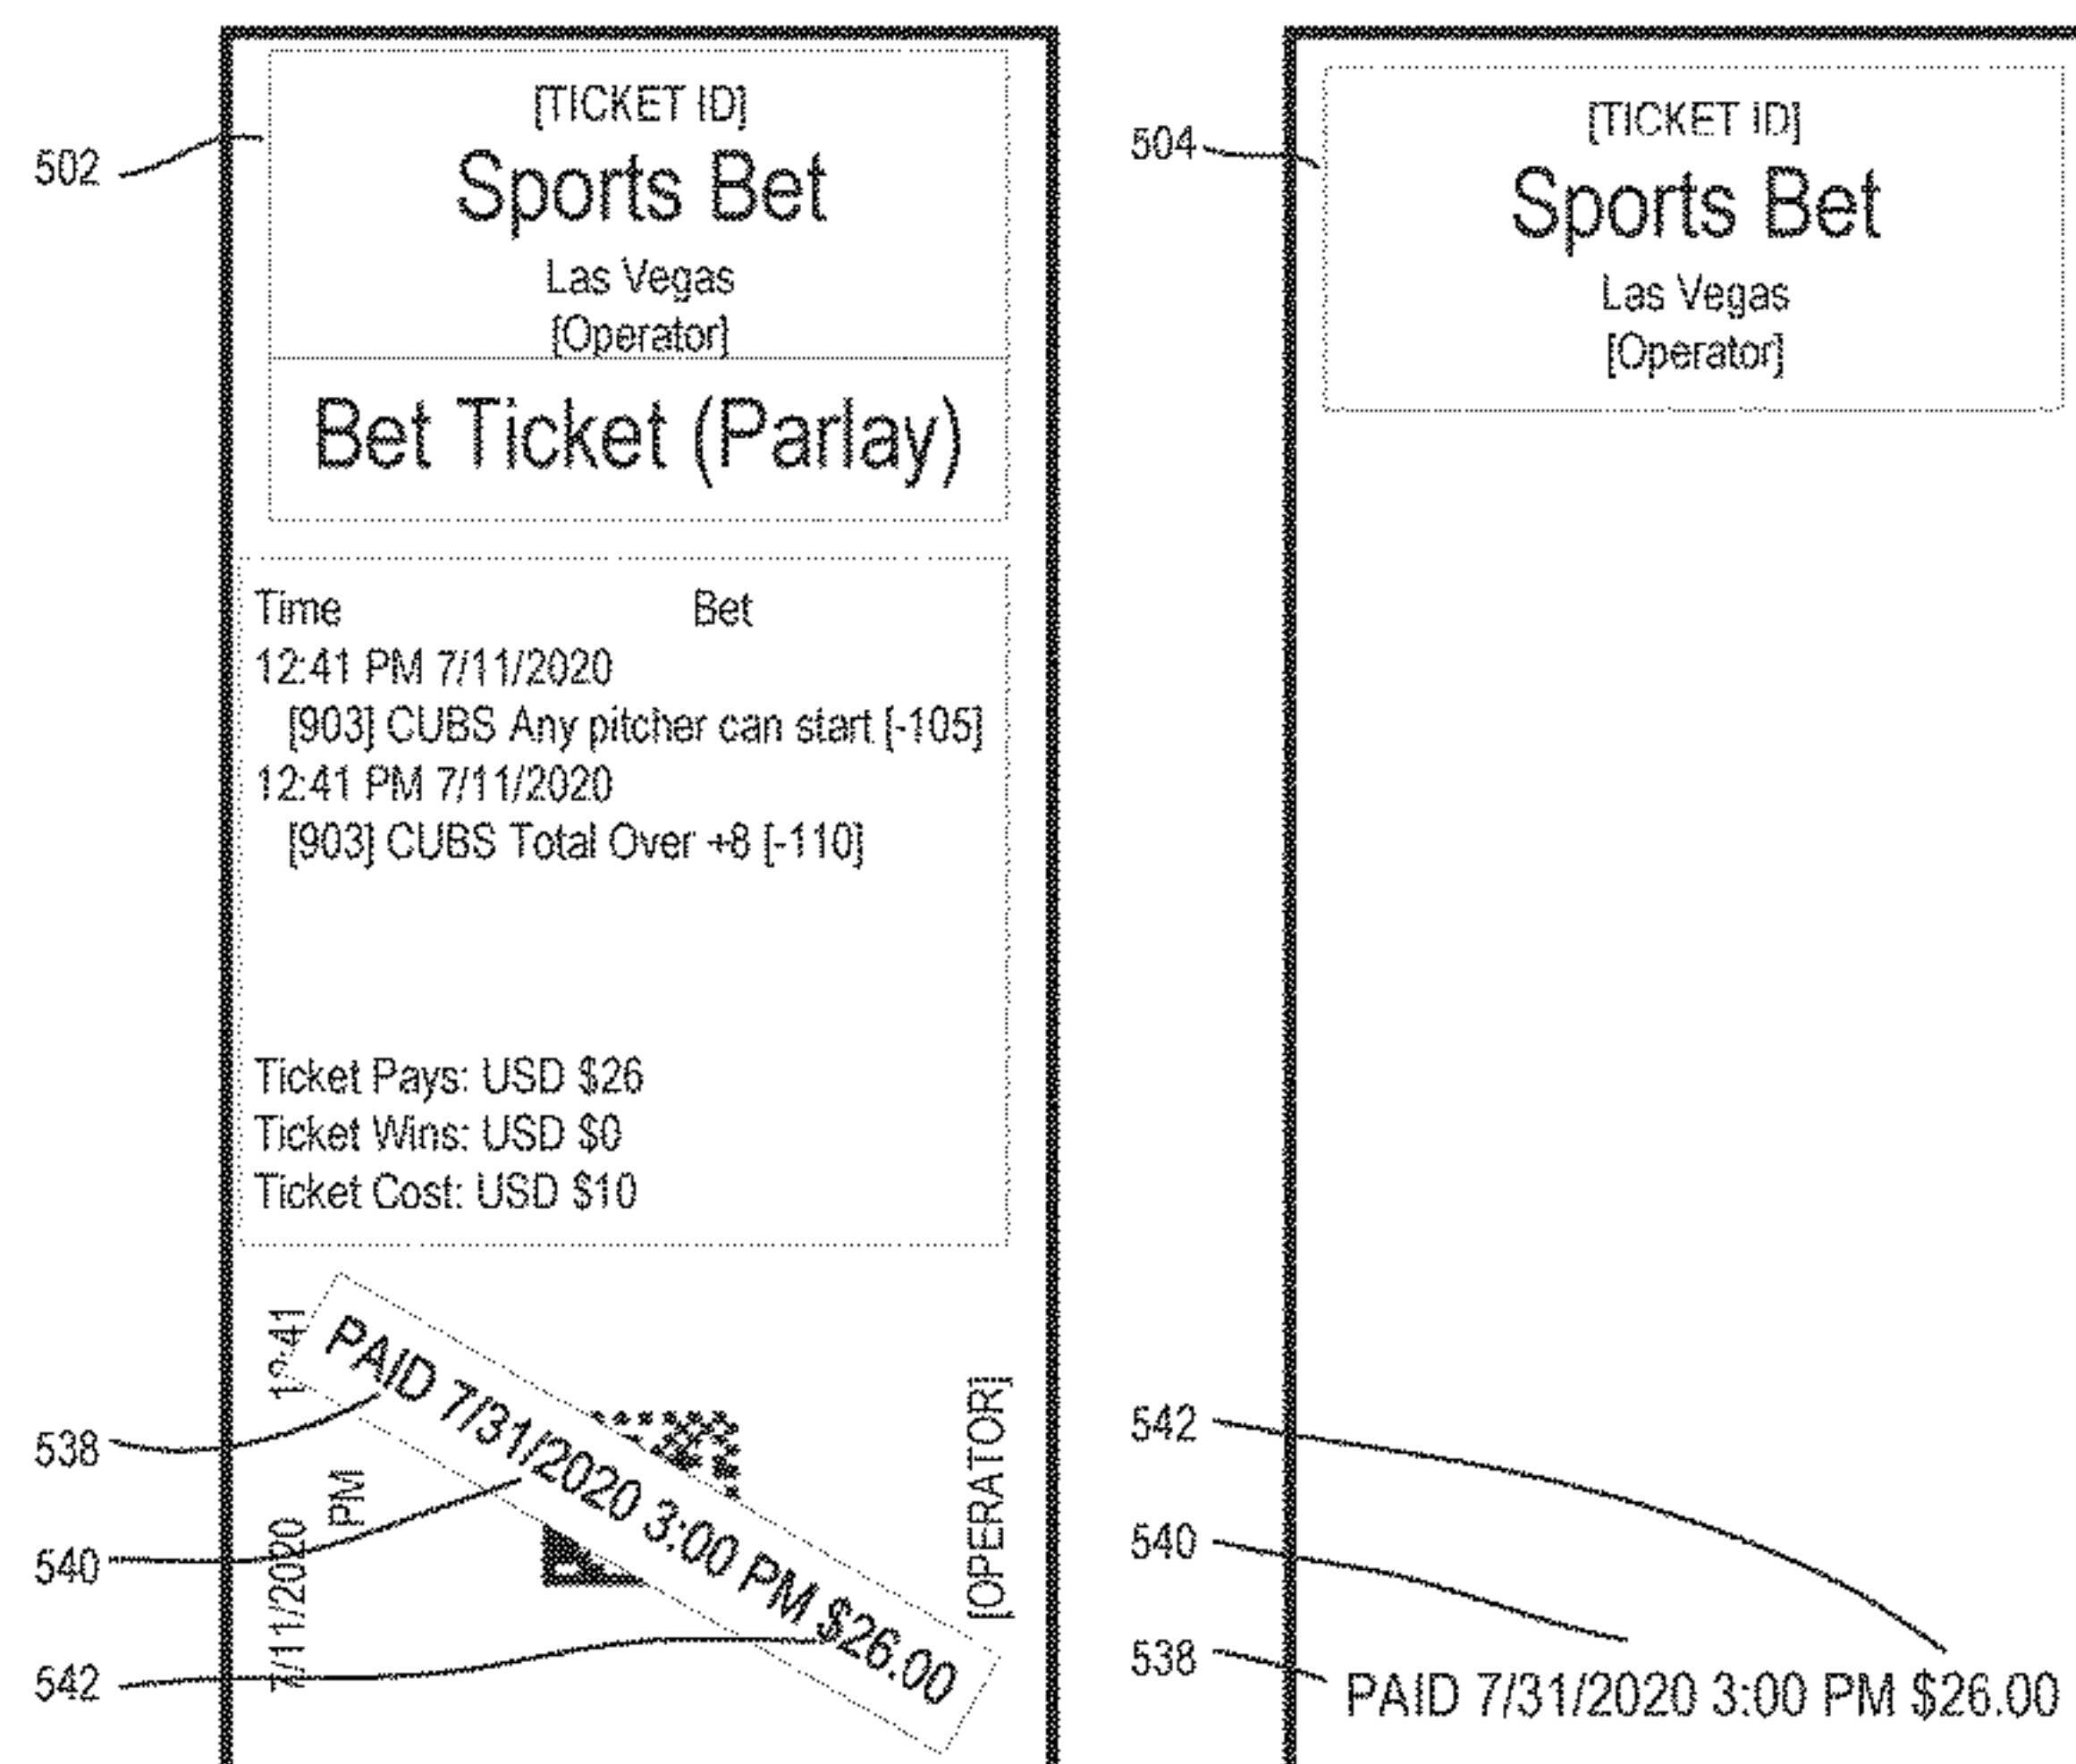 502
[TICKET ID]
Sports Bet
Las Vegas
[Operator]
Bet Ticket (Parlay)
Time Bet
12:41 PM 7/11/2020
[903] CUBS Any pitcher can start [-105]
12:41 PM 7/11/2020
[903] CUBS Total Over +8 [-110]
Ticket Pays: USD $26
Ticket Wins: USD $0
Ticket Cost: USD $10
7/11/2020 12:41
PM
PAID 7/31/2020 3:00 PM $26.00
[OPERATOR]
538
540
542
504
[TICKET ID]
Sports Bet
Las Vegas
[Operator]
542
540
538
PAID 7/31/2020 3:00 PM $26.00